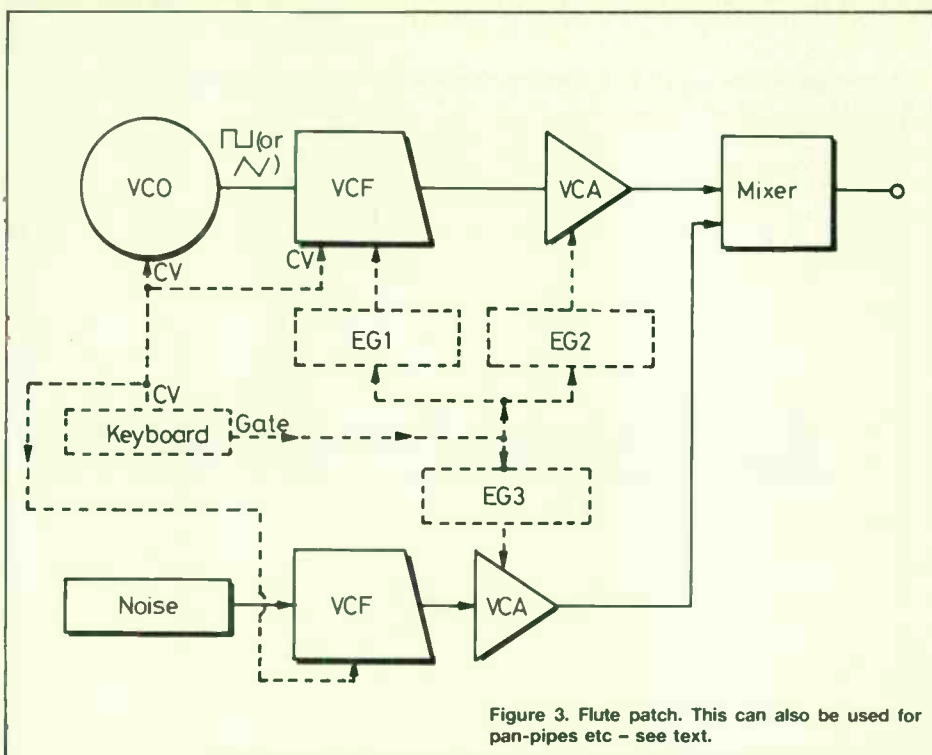 (or
)
VCO
VCF
VCA
Mixer
CV
CV
EG1
EG2
CV
Keyboard
Gate
EG3
Noise
VCF
VCA
Figure 3. Flute patch. This can also be used for
pan-pipes etc – see text.